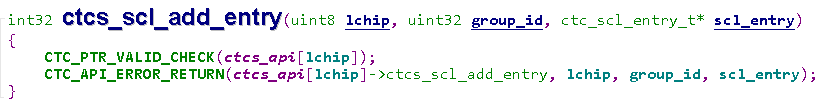 int32 ctcs_scl_add_entry(uint8 lchip, uint32 group_id, ctc_scl_entry_t* scl_entry)
{
    CTC_PTR_VALID_CHECK(ctcs_api[lchip]);
    CTC_API_ERROR_RETURN(ctcs_api[lchip]->ctcs_scl_add_entry, lchip, group_id, scl_entry);
}